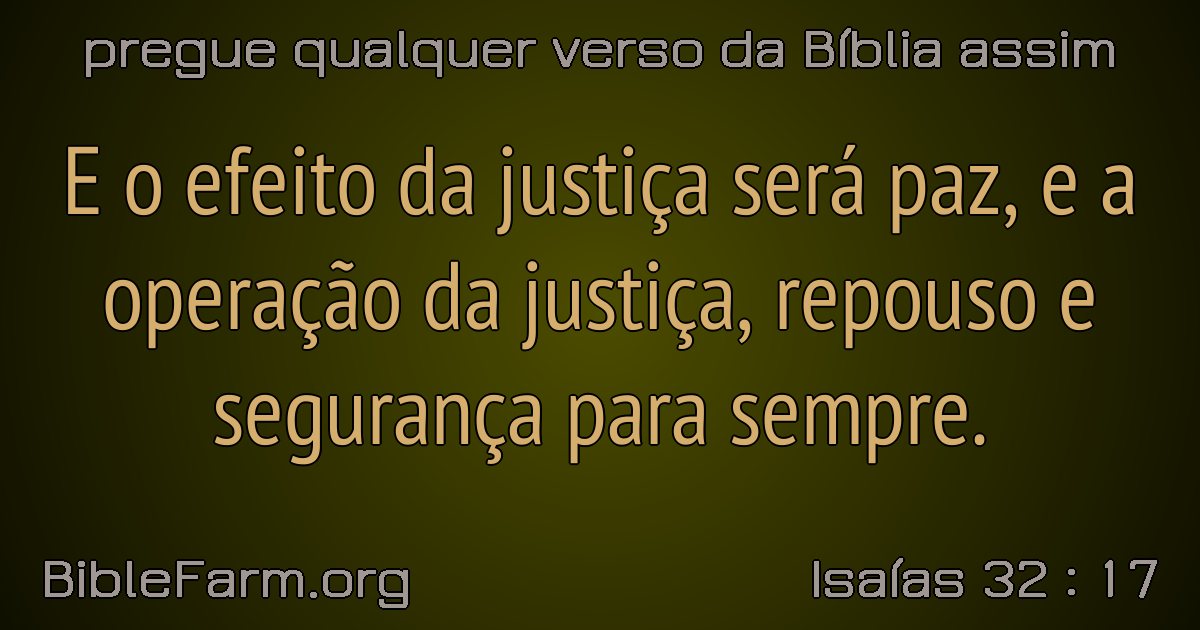 pregue qualquer verso da Bíblia assim
E o efeito da justiça será paz, e a
operação da justiça, repouso e
segurança para sempre.
BibleFarm.org
Isaías 32 : 17